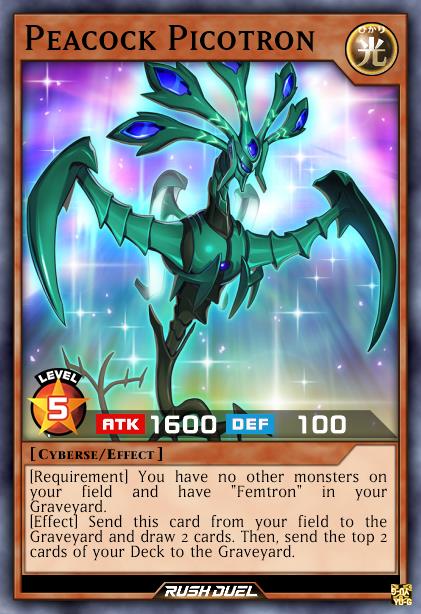 PEACOCK PICOTRON
ひかり
光
LEVEL
5
ATK 1600 DEF 100
[CYBERSE/EFFECT]
[Requirement] You have no other monsters on
your field and have "Femtron" in your
Graveyard.
[Effect] Send this card from your field to the
Graveyard and draw 2 cards. Then, send the top 2
cards of your Deck to the Graveyard.
RUSH DUEL